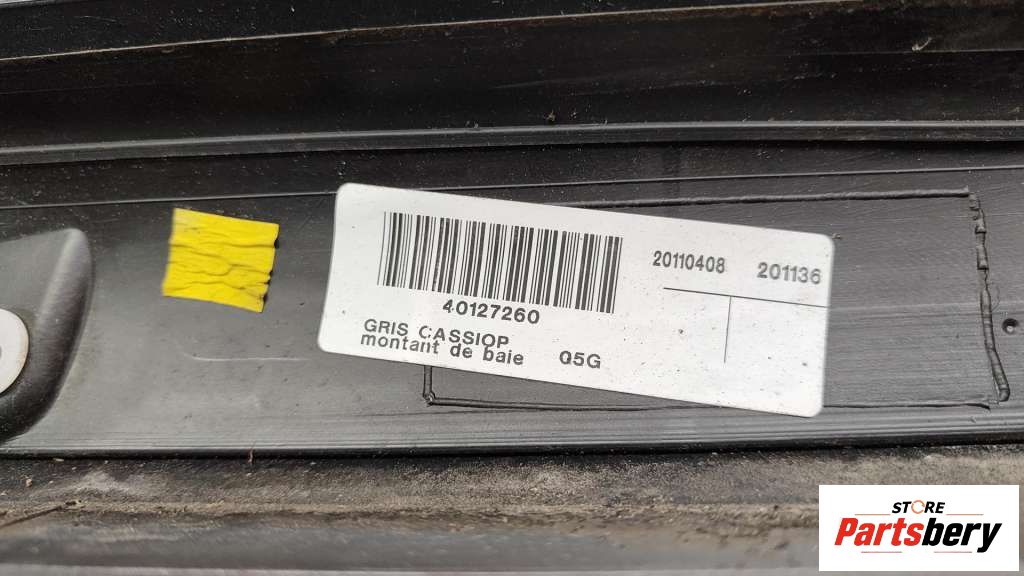 20110408 201136
40127260
GRIS CASSIOP
montant de baie Q5G
STORE
Partsbery